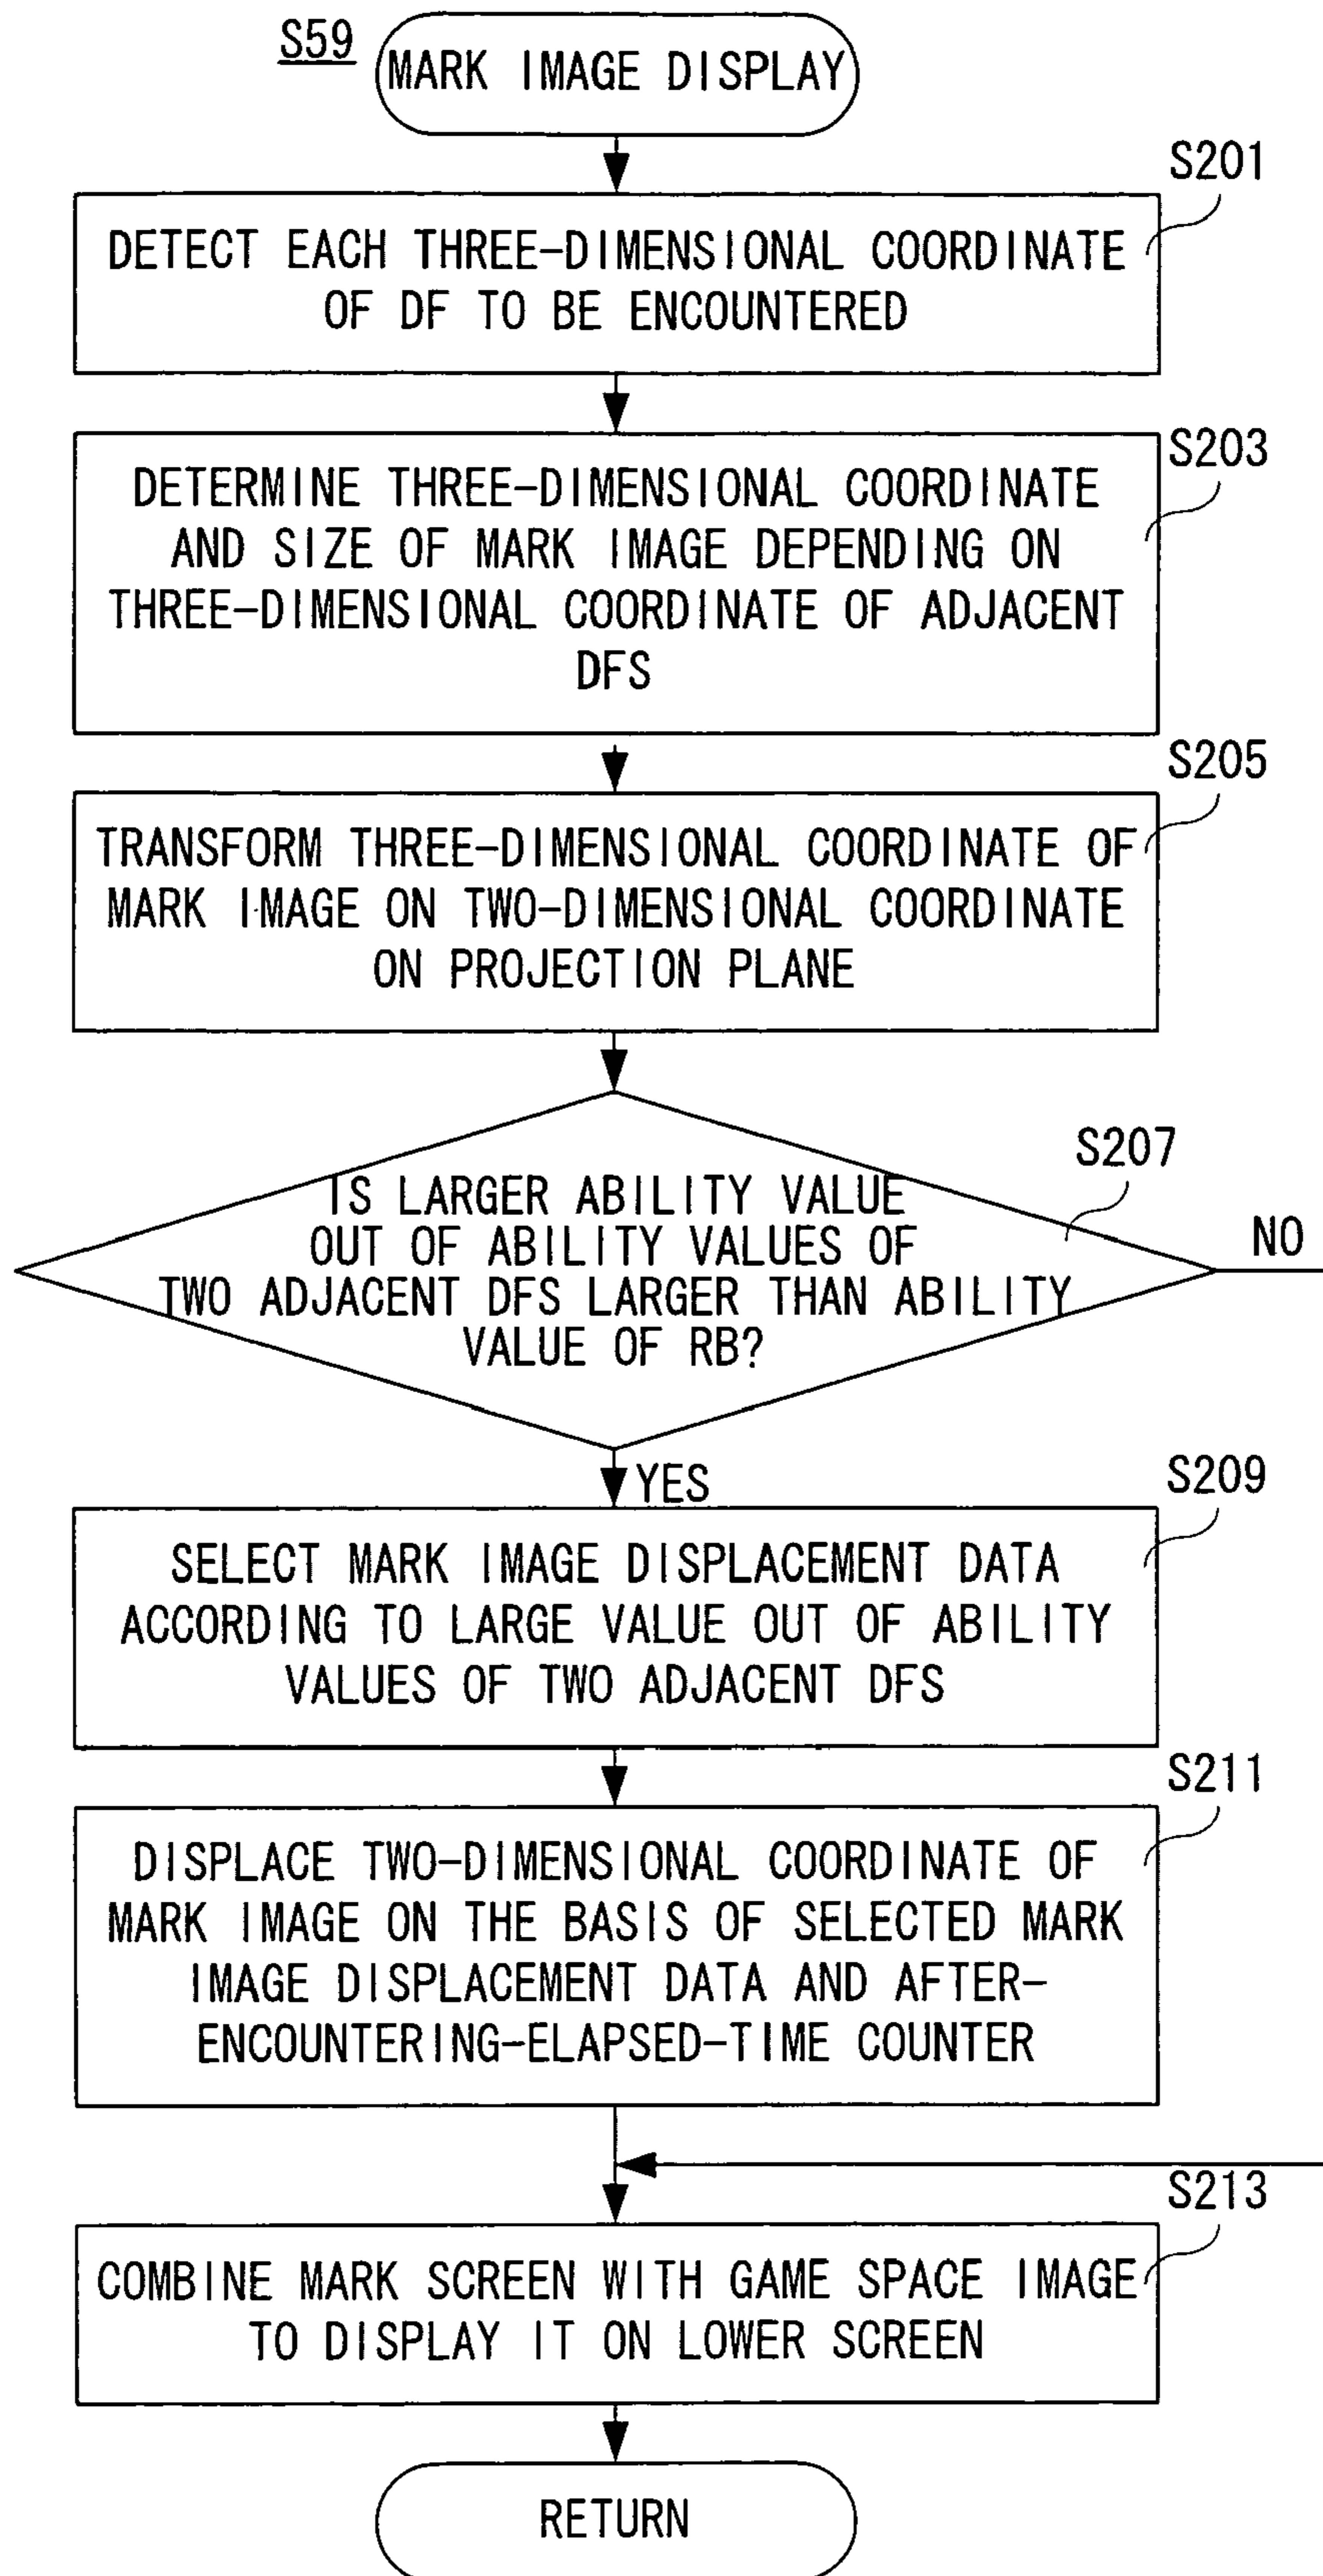 S59
MARK IMAGE DISPLAY
S201
DETECT EACH THREE-DIMENSIONAL COORDINATE
OF DF TO BE ENCOUNTERED
S203
DETERMINE THREE-DIMENSIONAL COORDINATE
AND SIZE OF MARK IMAGE DEPENDING ON
THREE-DIMENSIONAL COORDINATE OF ADJACENT
DFS
S205
TRANSFORM THREE-DIMENSIONAL COORDINATE OF
MARK IMAGE ON TWO-DIMENSIONAL COORDINATE
ON PROJECTION PLANE
S207
IS LARGER ABILITY VALUE
OUT OF ABILITY VALUES OF
TWO ADJACENT DFS LARGER THAN ABILITY
VALUE OF RB?
NO
YES
S209
SELECT MARK IMAGE DISPLACEMENT DATA
ACCORDING TO LARGE VALUE OUT OF ABILITY
VALUES OF TWO ADJACENT DFS
S211
DISPLACE TWO-DIMENSIONAL COORDINATE OF
MARK IMAGE ON THE BASIS OF SELECTED MARK
IMAGE DISPLACEMENT DATA AND AFTER-
ENCOUNTERING-ELAPSED-TIME COUNTER
S213
COMBINE MARK SCREEN WITH GAME SPACE IMAGE
TO DISPLAY IT ON LOWER SCREEN
RETURN